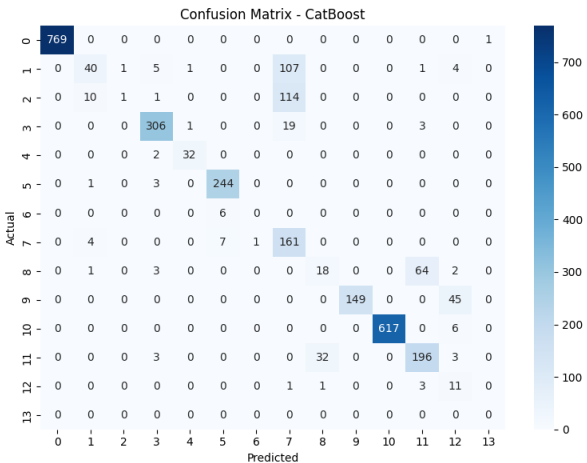 Confusion Matrix - CatBoost
0 769 0 0 0 0 0 0 0 0 0 0 0 0 1
1 0 40 1 5 1 0 0 107 0 0 0 1 4 0
2 0 10 1 1 0 0 0 114 0 0 0 0 0 0
3 0 0 0 306 1 0 0 19 0 0 0 3 0 0
4 0 0 0 2 32 0 0 0 0 0 0 0 0 0
5 0 1 0 3 0 244 0 0 0 0 0 0 0 0
6 0 0 0 0 0 6 0 0 0 0 0 0 0 0
7 0 4 0 0 0 7 1 161 0 0 0 0 0 0
8 0 1 0 3 0 0 0 0 18 0 0 64 2 0
9 0 0 0 0 0 0 0 0 0 149 0 0 45 0
10 0 0 0 0 0 0 0 0 0 0 617 0 6 0
11 0 0 0 3 0 0 0 0 32 0 0 196 3 0
12 0 0 0 0 0 0 0 1 1 0 0 3 11 0
13 0 0 0 0 0 0 0 0 0 0 0 0 0 0
0 1 2 3 4 5 6 7 8 9 10 11 12 13
Predicted
Actual
700
600
500
400
300
200
100
0